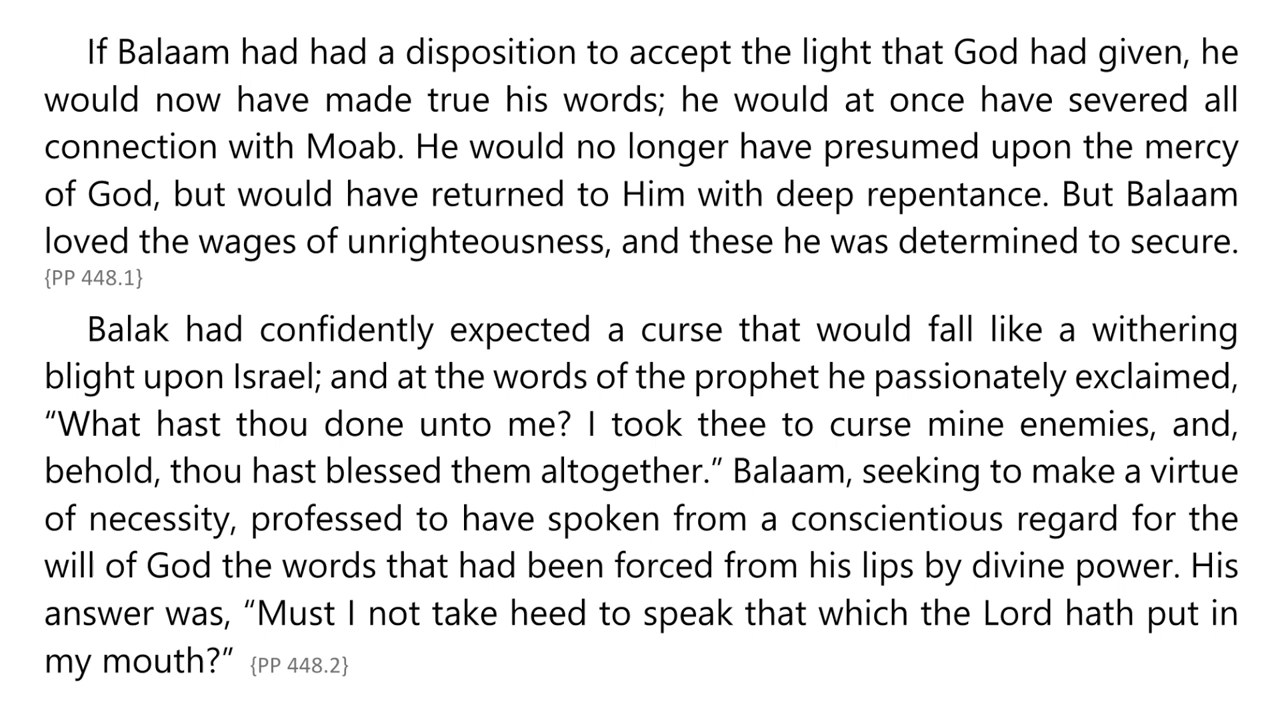 If Balaam had had a disposition to accept the light that God had given, he
would now have made true his words; he would at once have severed all
connection with Moab. He would no longer have presumed upon the mercy
of God, but would have returned to Him with deep repentance. But Balaam
loved the wages of unrighteousness, and these he was determined to secure.
{PP 448.1}
Balak had confidently expected a curse that would fall like a withering
blight upon Israel; and at the words of the prophet he passionately exclaimed,
“What hast thou done unto me? I took thee to curse mine enemies, and,
behold, thou hast blessed them altogether.” Balaam, seeking to make a virtue
of necessity, professed to have spoken from a conscientious regard for the
will of God the words that had been forced from his lips by divine power. His
answer was, “Must I not take heed to speak that which the Lord hath put in
my mouth?” {PP 448.2}